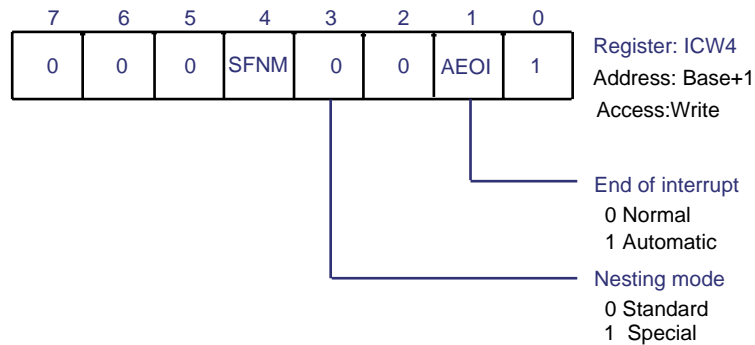 7 6 5 4 3 2 1 0
0 0 0 SFNM 0 0 AEOI 1
Register: ICW4
Address: Base+1
Access:Write
End of interrupt
0 Normal
1 Automatic
Nesting mode
0 Standard
1 Special